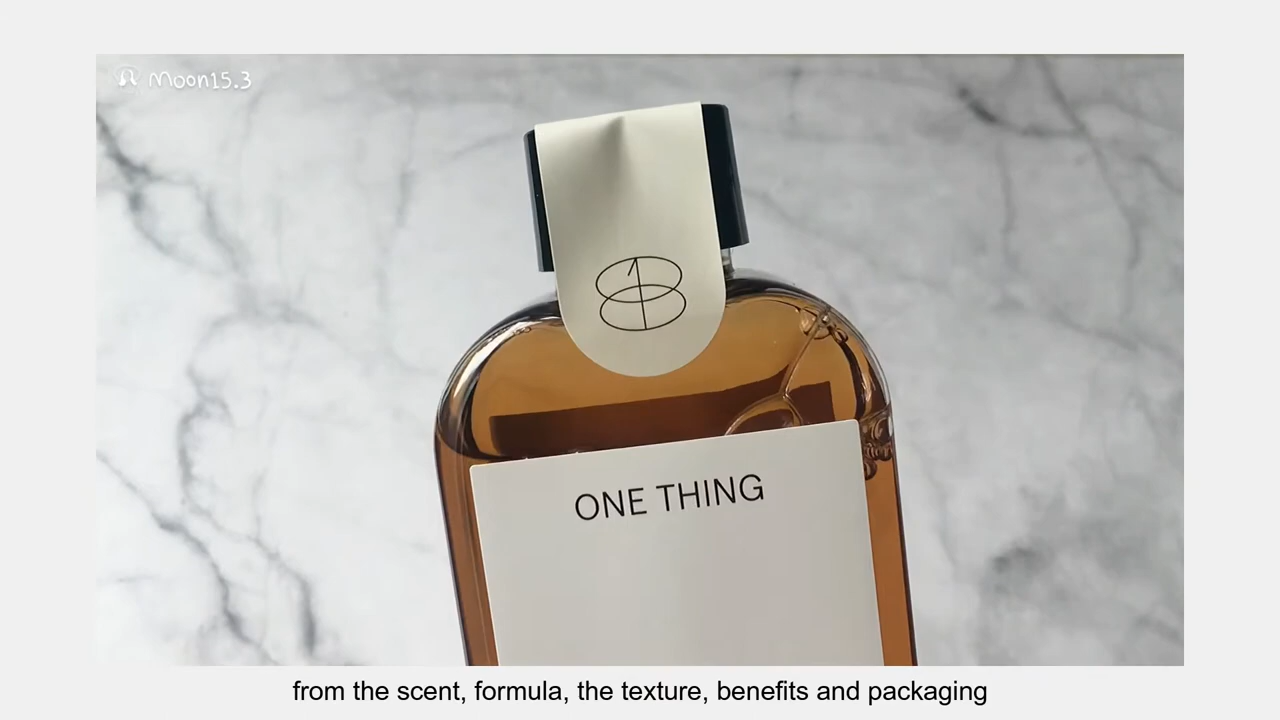 Moon15.3
ONE THING
from the scent, formula, the texture, benefits and packaging